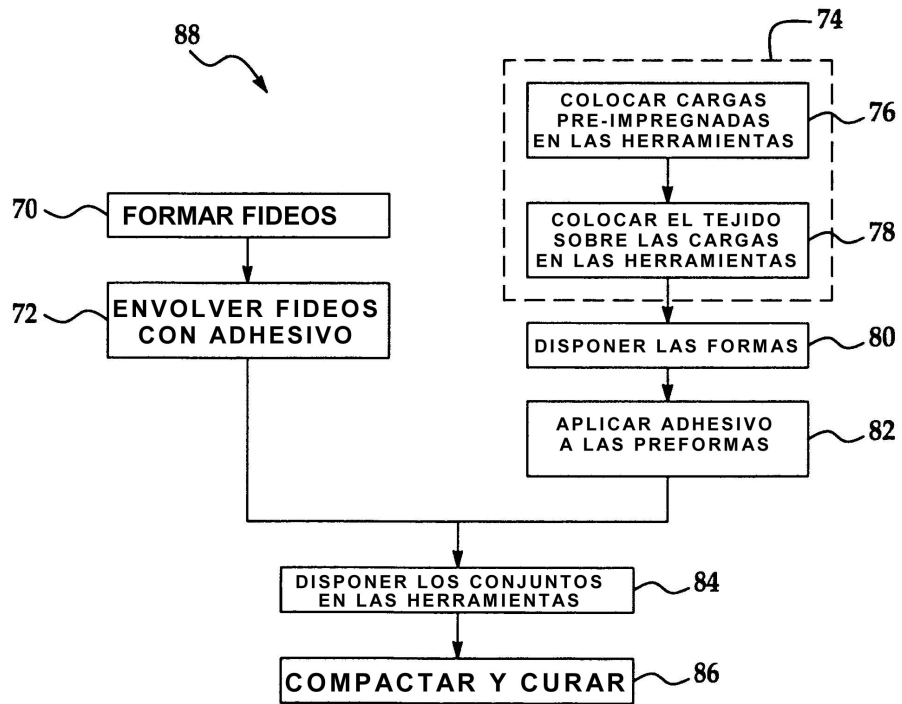 88
74
COLOCAR CARGAS
PRE-IMPREGNADAS
EN LAS HERRAMIENTAS
76
70
FORMAR FIDEOS
COLOCAR EL TEJIDO
SOBRE LAS CARGAS
EN LAS HERRAMIENTAS
78
72
ENVOLVER FIDEOS
CON ADHESIVO
DISPONER LAS FORMAS
80
APLICAR ADHESIVO
A LAS PREFORMAS
82
DISPONER LOS CONJUNTOS
EN LAS HERRAMIENTAS
84
COMPACTAR Y CURAR
86